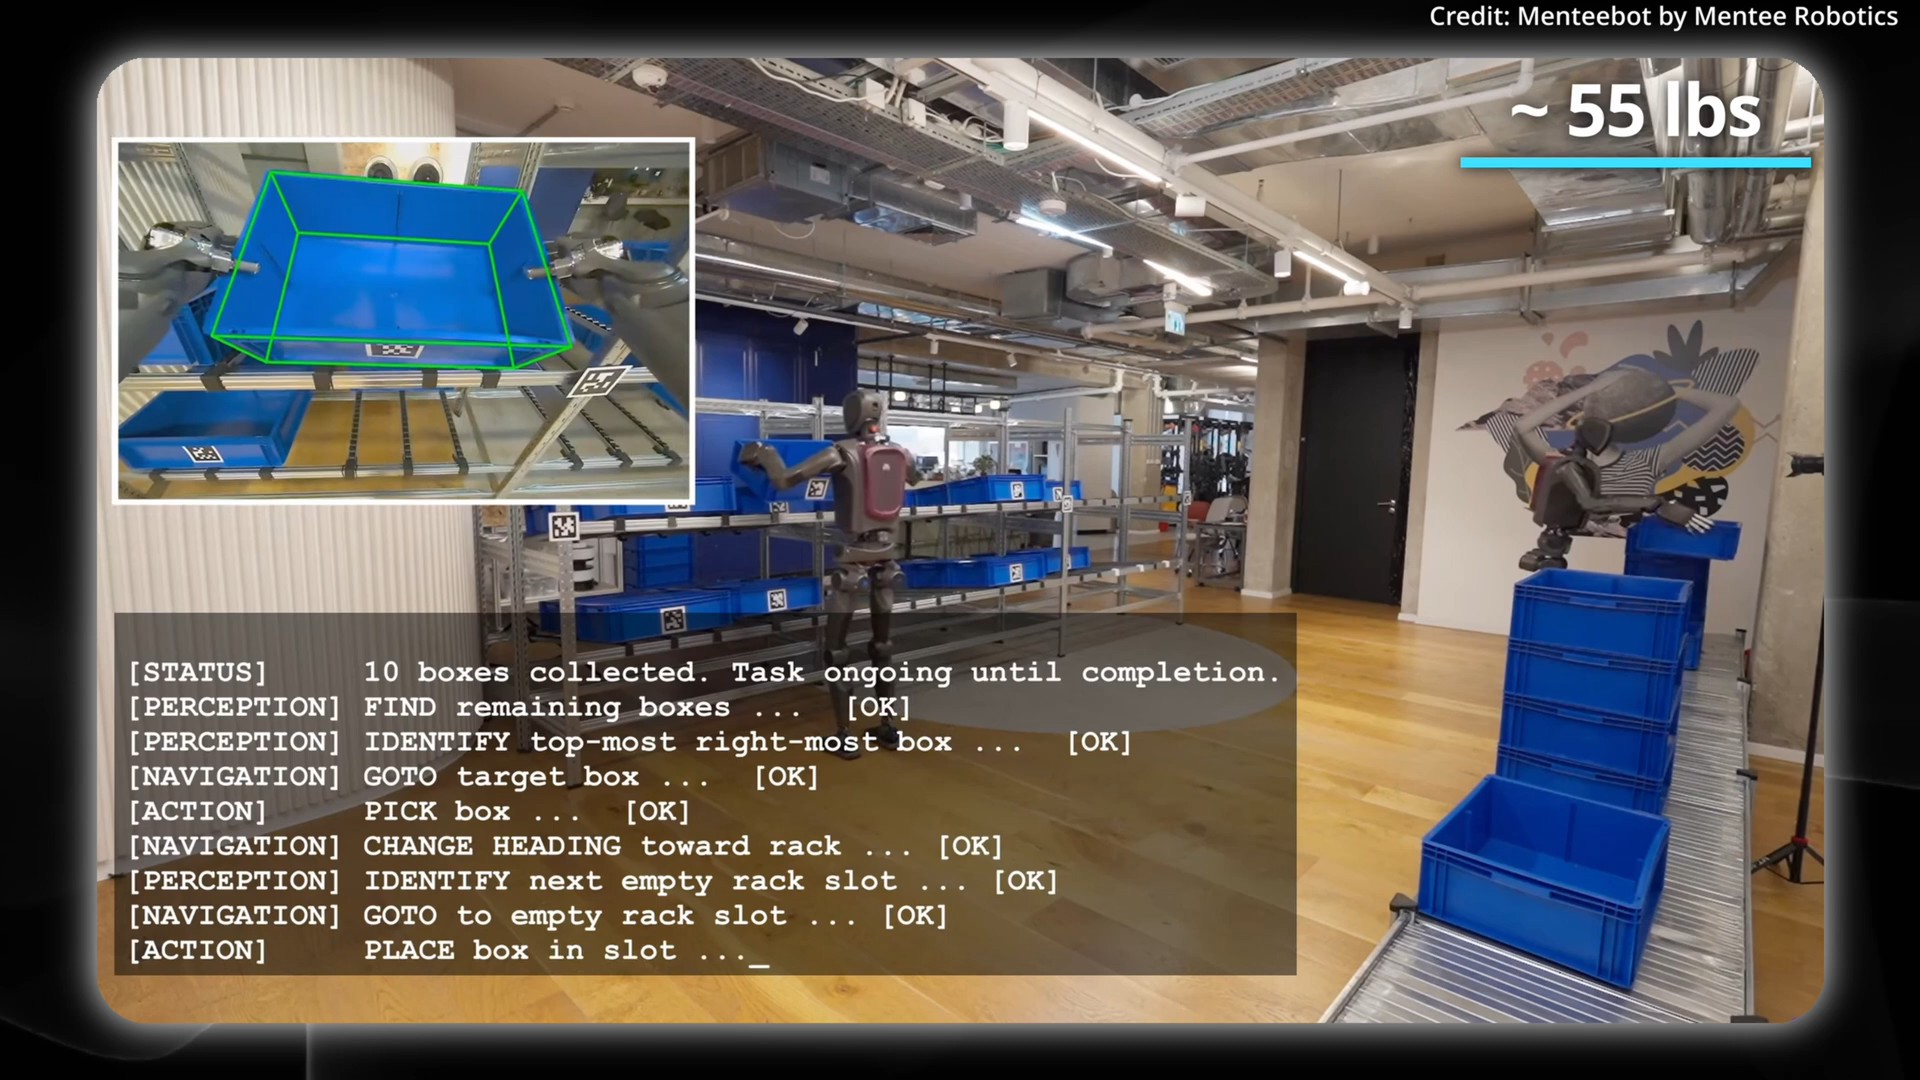 Credit: Menteebot by Mentee Robotics
~ 55 lbs
[STATUS] 10 boxes collected. Task ongoing until completion.
[PERCEPTION] FIND remaining boxes ... [OK]
[PERCEPTION] IDENTIFY top-most right-most box ... [OK]
[NAVIGATION] GOTO target box ... [OK]
[ACTION] PICK box ... [OK]
[NAVIGATION] CHANGE HEADING toward rack ... [OK]
[PERCEPTION] IDENTIFY next empty rack slot ... [OK]
[NAVIGATION] GOTO to empty rack slot ... [OK]
[ACTION] PLACE box in slot ..._